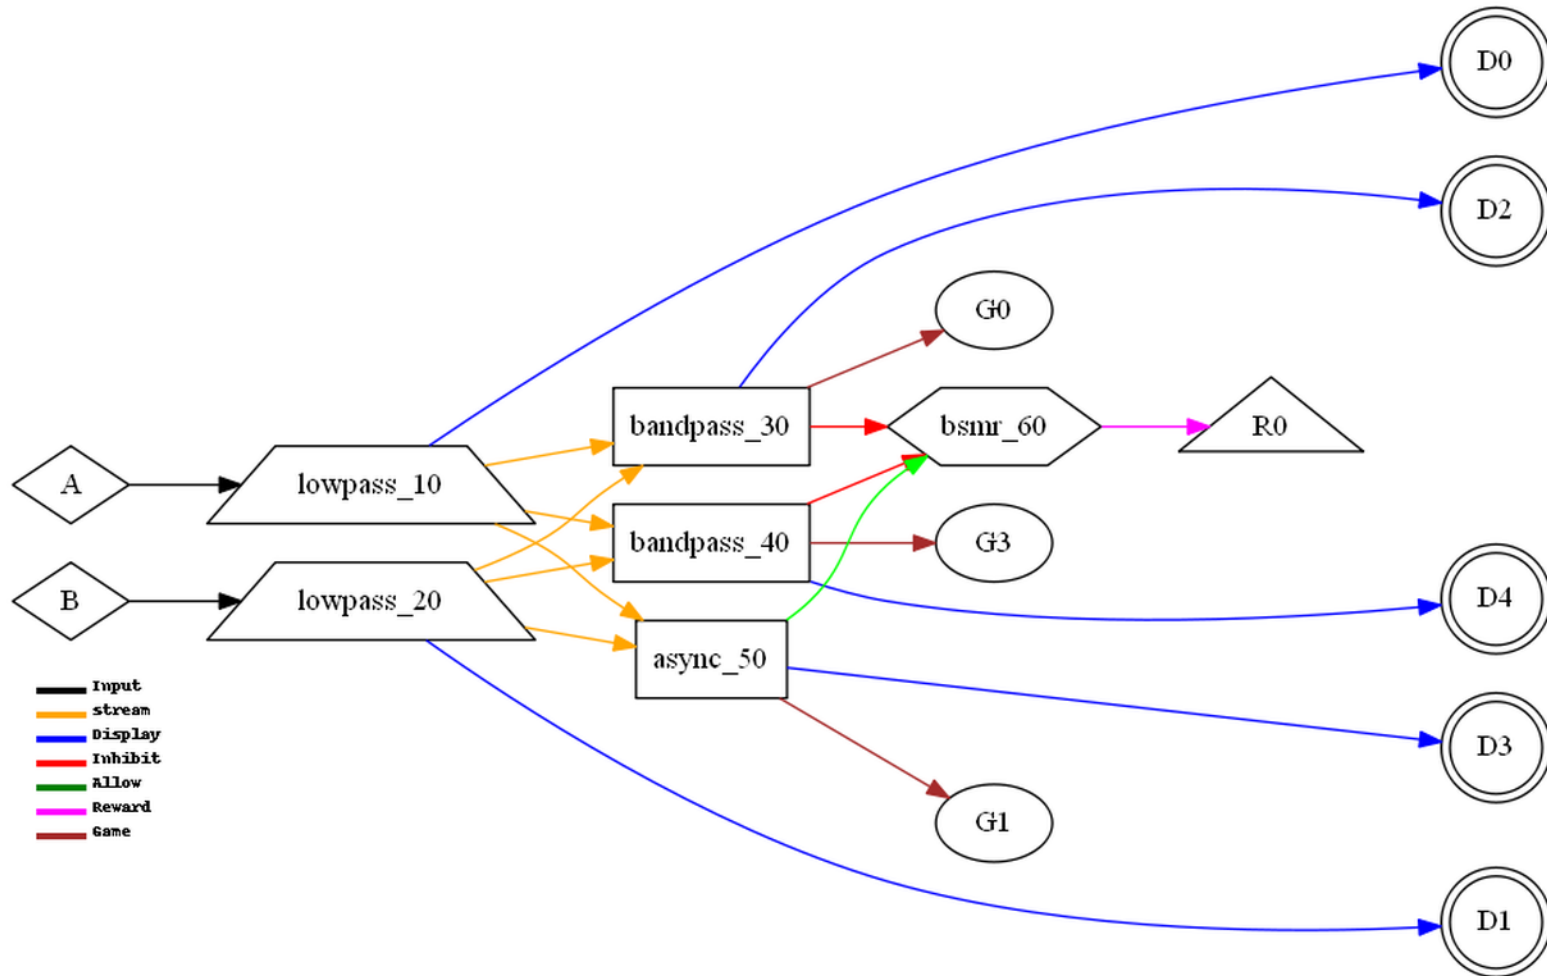 D0
D2
G0
bandpass_30
bsmr_60
R0
A
lowpass_10
bandpass_40
G3
B
lowpass_20
D4
async_50
Input
stream
Display
Inhibit
Allow
Reward
Game
D3
G1
D1